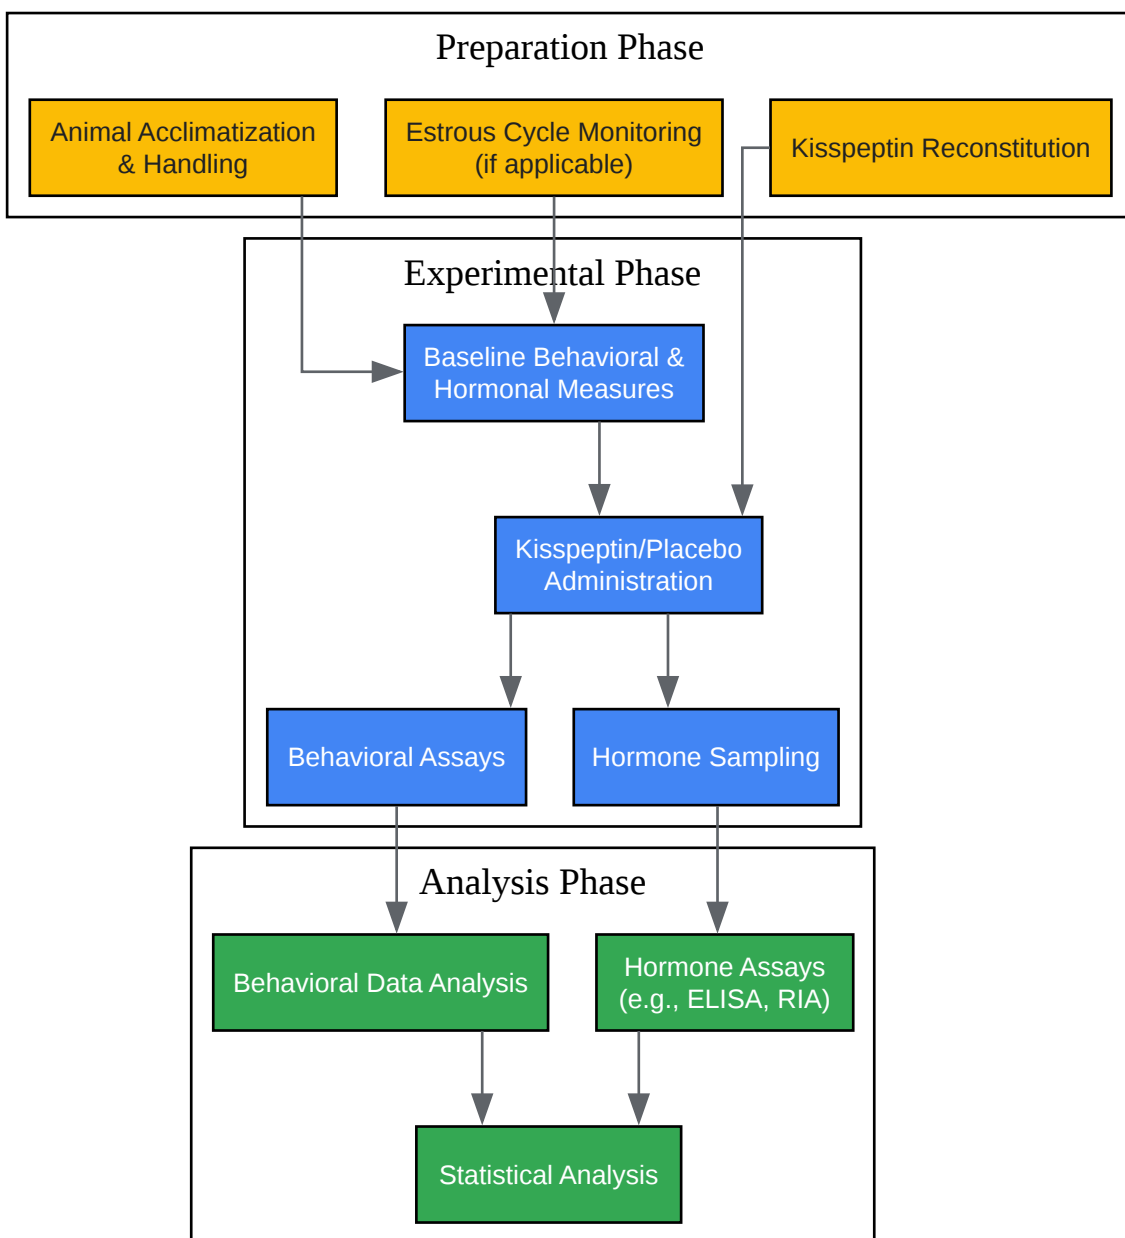 Preparation Phase
Animal Acclimatization
& Handling
Estrous Cycle Monitoring
(if applicable)
Kisspeptin Reconstitution
Experimental Phase
Baseline Behavioral &
Hormonal Measures
Kisspeptin/Placebo
Administration
Behavioral Assays
Hormone Sampling
Analysis Phase
Behavioral Data Analysis
Hormone Assays
(e.g., ELISA, RIA)
Statistical Analysis